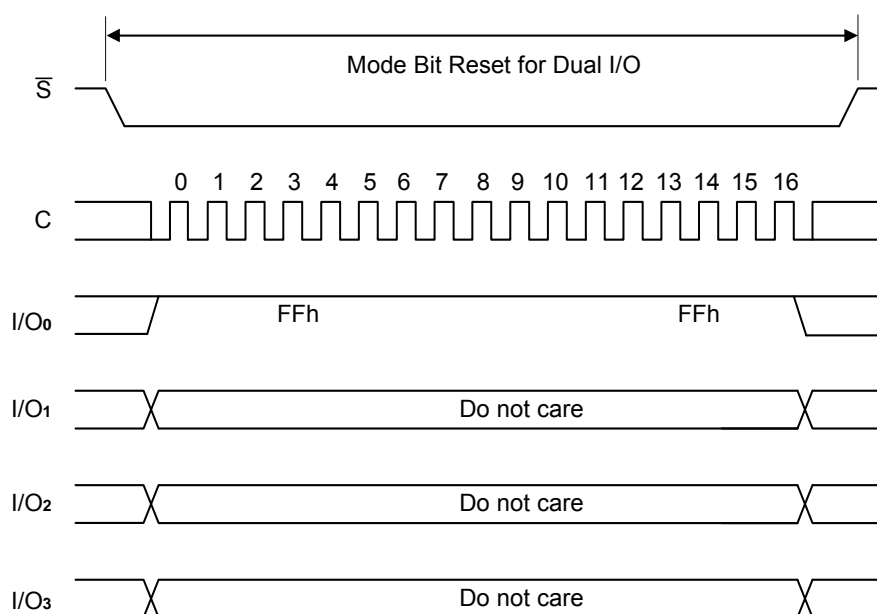 Mode Bit Reset for Dual I/O
S
0 1 2 3 4 5 6 7 8 9 10 11 12 13 14 15 16
C
I/O0 FFh FFh
I/O1 Do not care
I/O2 Do not care
I/O3 Do not care